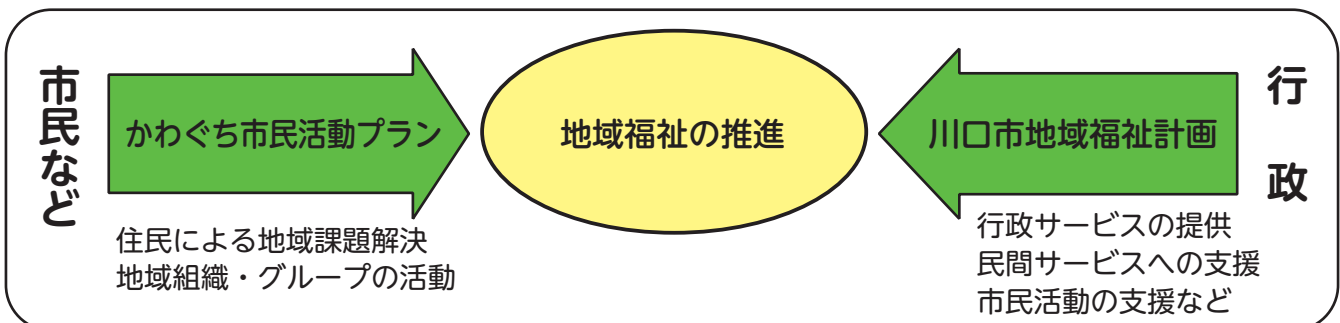 市民など
かわぐち市民活動プラン
住民による地域課題解決
地域組織・グループの活動
地域福祉の推進
川口市地域福祉計画
行政サービスの提供
民間サービスへの支援
市民活動の支援など
行政